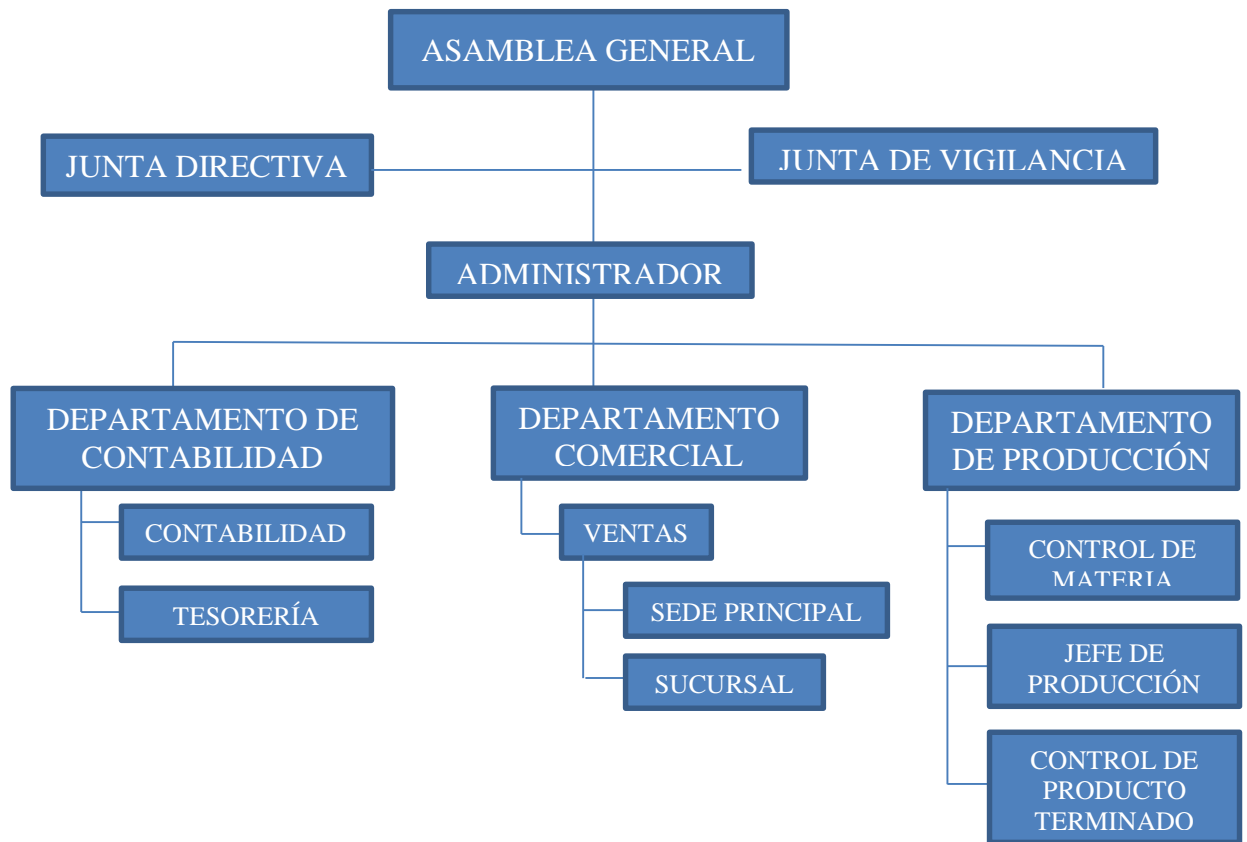 ASAMBLEA GENERAL
JUNTA DIRECTIVA
JUNTA DE VIGILANCIA
ADMINISTRADOR
DEPARTAMENTO DE
CONTABILIDAD
CONTABILIDAD
TESORERÍA
DEPARTAMENTO
COMERCIAL
VENTAS
SEDE PRINCIPAL
SUCURSAL
DEPARTAMENTO
DE PRODUCCIÓN
CONTROL DE
MATERIA
JEFE DE
PRODUCCIÓN
CONTROL DE
PRODUCTO
TERMINADO